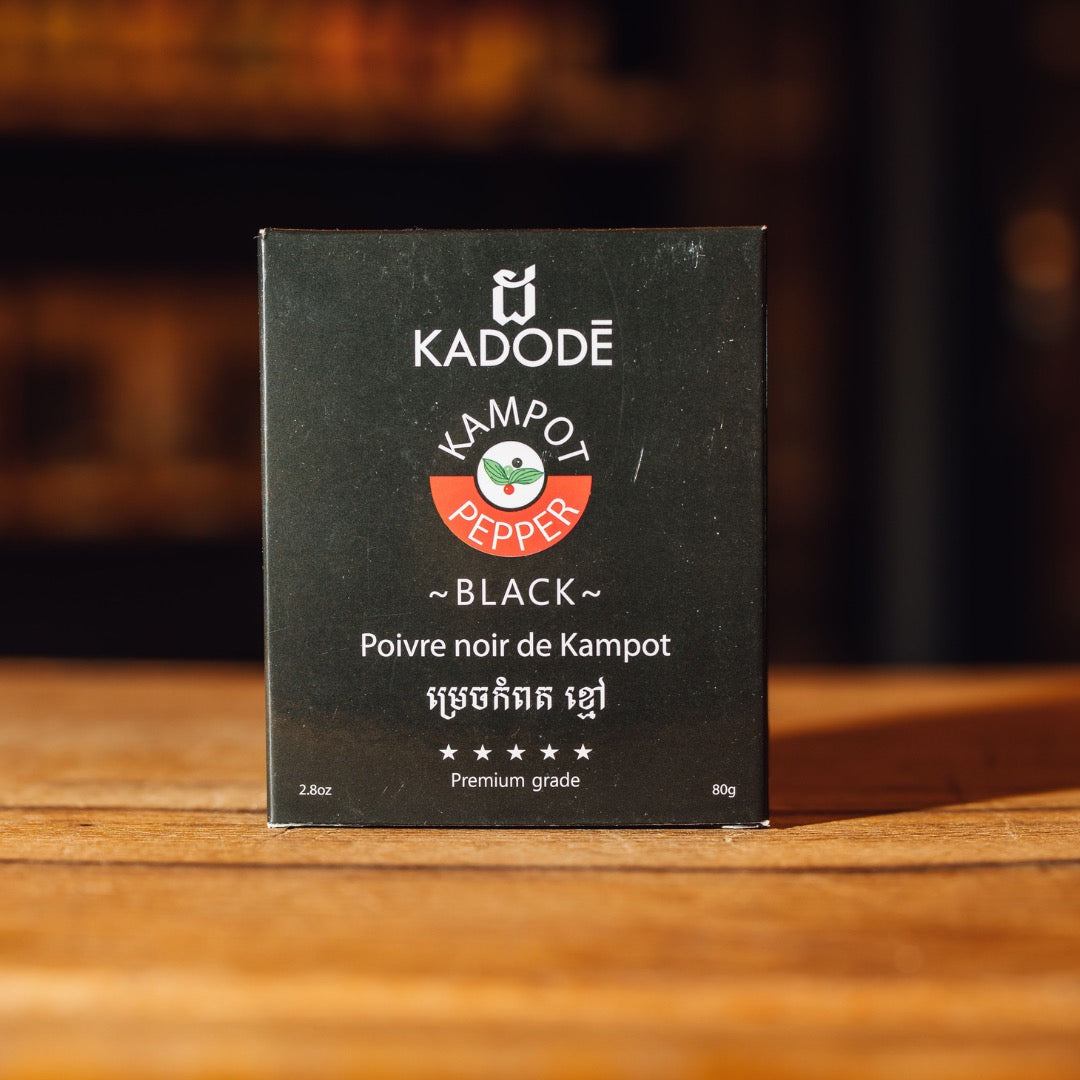 ដ
KADODĒ
KAMPOT
PEPPER
~BLACK~
Poivre noir de Kampot
ម្រេចកំពត ខ្មៅ
★ ★ ★ ★ ★
Premium grade
2.8oz 80g